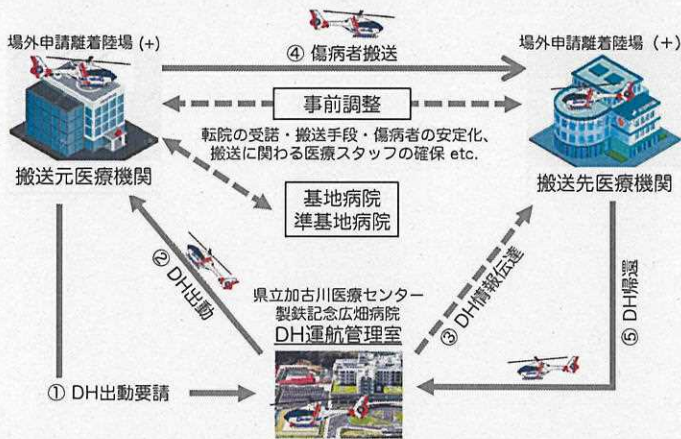 場外申請離着陸場 (+)
④ 傷病者搬送
場外申請離着陸場 (+)
事前調整
転院の受諾・搬送手段・傷病者の安定化、
搬送に関わる医療スタッフの確保 etc.
搬送元医療機関
搬送先医療機関
基地病院
準基地病院
② DH出動
県立加古川医療センター
製鉄記念広畑病院
DH運航管理室
③ DH情報伝達
⑤ DH帰還
① DH出動要請